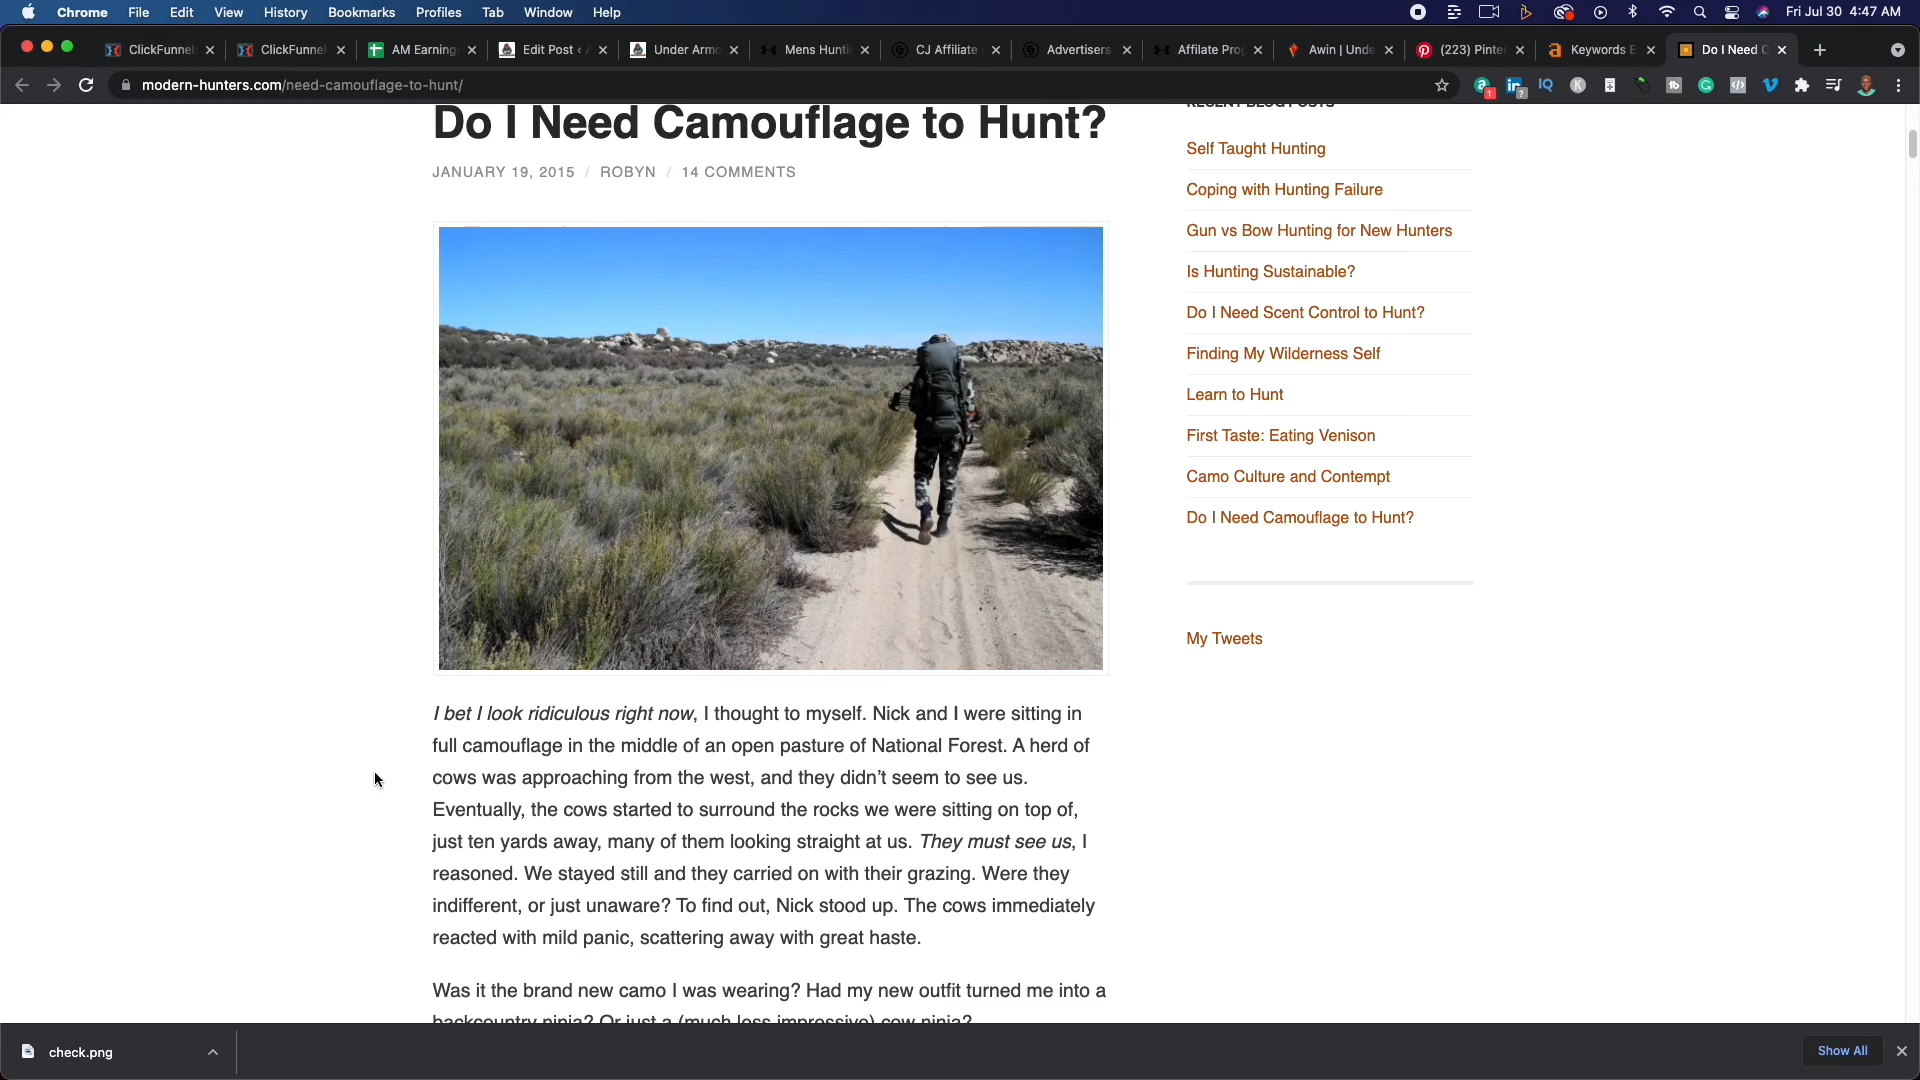 Chrome File Edit View History Bookmarks Profiles Tab Window Help Fri Jul 30 4:47 AM
ClickFunnel ClickFunnel AM Earning Edit Post Under Armo Mens Hunti CJ Affiliate Advertisers Affilate Pro Awin | Unde (223) Pinte Keywords E Do I Need C
modern-hunters.com/need-camouflage-to-hunt/
Do I Need Camouflage to Hunt?
JANUARY 19, 2015 / ROBYN / 14 COMMENTS
I bet I look ridiculous right now, I thought to myself. Nick and I were sitting in
full camouflage in the middle of an open pasture of National Forest. A herd of
cows was approaching from the west, and they didn't seem to see us.
Eventually, the cows started to surround the rocks we were sitting on top of,
just ten yards away, many of them looking straight at us. They must see us, I
reasoned. We stayed still and they carried on with their grazing. Were they
indifferent, or just unaware? To find out, Nick stood up. The cows immediately
reacted with mild panic, scattering away with great haste.
Was it the brand new camo I was wearing? Had my new outfit turned me into a
backcountry ninja? Or just a (much less impressive) cow ninja?
RECENT BLOG POSTS
Self Taught Hunting
Coping with Hunting Failure
Gun vs Bow Hunting for New Hunters
Is Hunting Sustainable?
Do I Need Scent Control to Hunt?
Finding My Wilderness Self
Learn to Hunt
First Taste: Eating Venison
Camo Culture and Contempt
Do I Need Camouflage to Hunt?
My Tweets
check.png
Show All